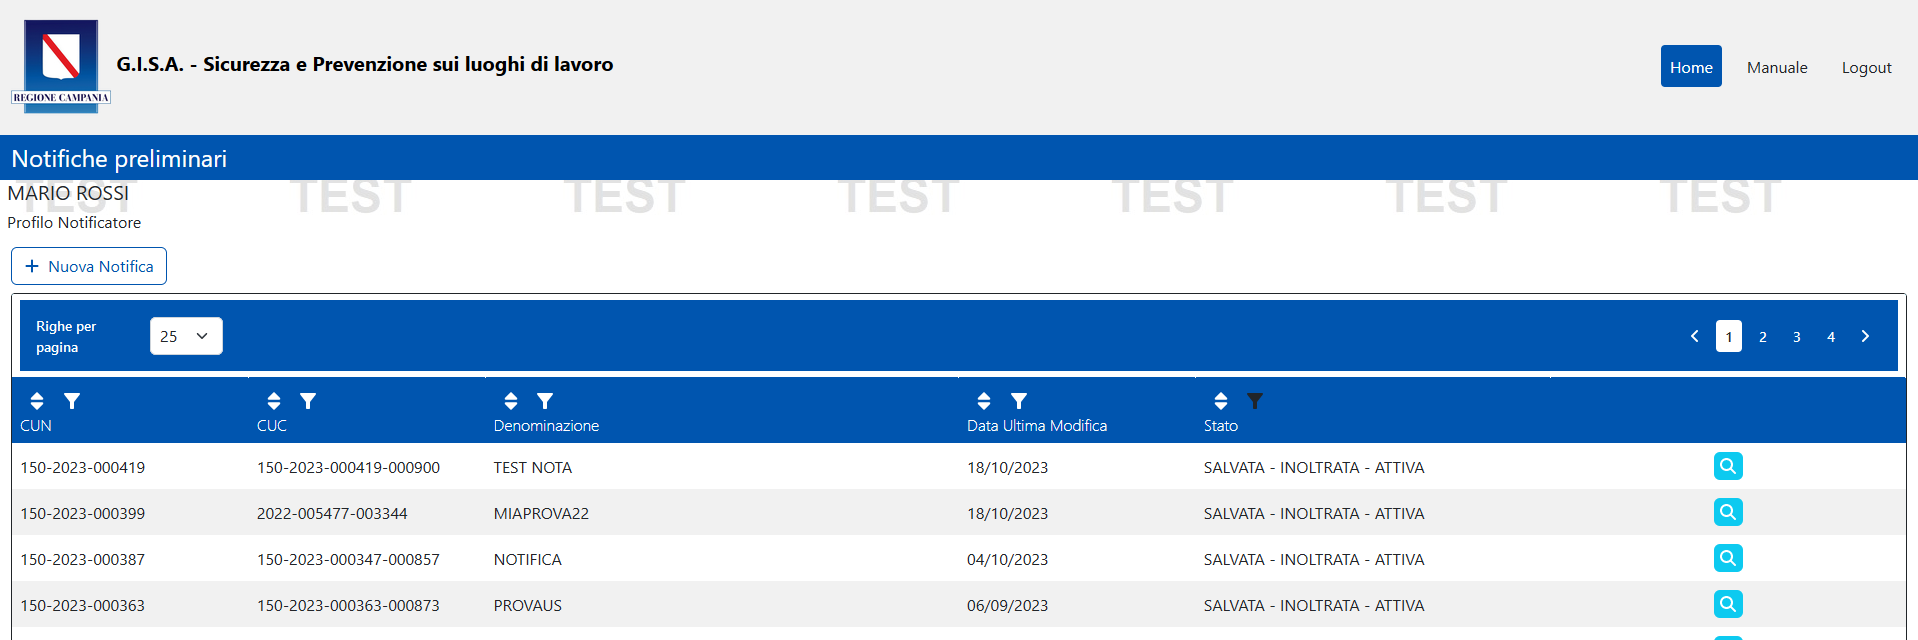 REGIONE CAMPANIA
G.I.S.A. - Sicurezza e Prevenzione sui luoghi di lavoro
Home Manuale Logout
Notifiche preliminari
TEST TEST TEST TEST TEST TEST TEST
MARIO ROSSI
Profilo Notificatore
+ Nuova Notifica
Righe per
pagina
25
1 2 3 4
CUN CUC Denominazione Data Ultima Modifica Stato
150-2023-000419 150-2023-000419-000900 TEST NOTA 18/10/2023 SALVATA - INOLTRATA - ATTIVA
150-2023-000399 2022-005477-003344 MIAPROVA22 18/10/2023 SALVATA - INOLTRATA - ATTIVA
150-2023-000387 150-2023-000347-000857 NOTIFICA 04/10/2023 SALVATA - INOLTRATA - ATTIVA
150-2023-000363 150-2023-000363-000873 PROVAUS 06/09/2023 SALVATA - INOLTRATA - ATTIVA